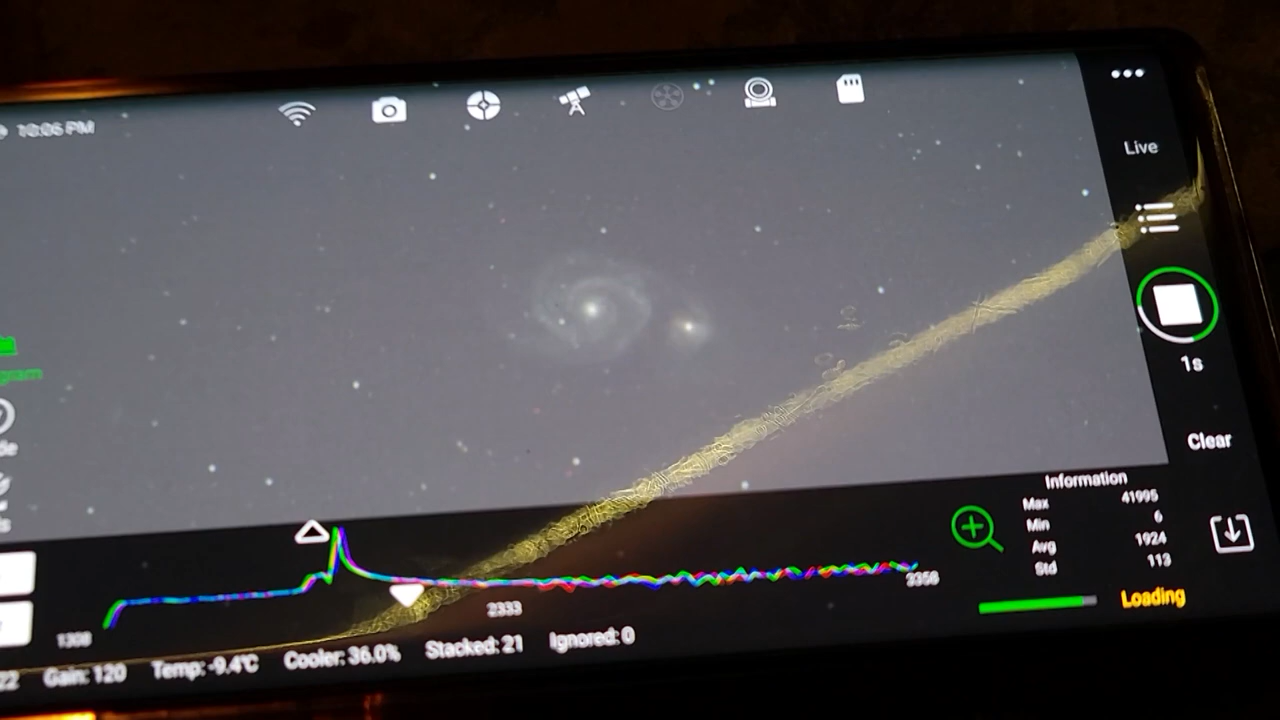 10:06 PM
Live
1s
Clear
Information
Max 41995
Min 6
Avg 1924
Std 113
1308
2333
3358
Loading
22 Gain: 120 Temp: -9.4℃ Cooler: 36.0% Stacked: 21 Ignored: 0